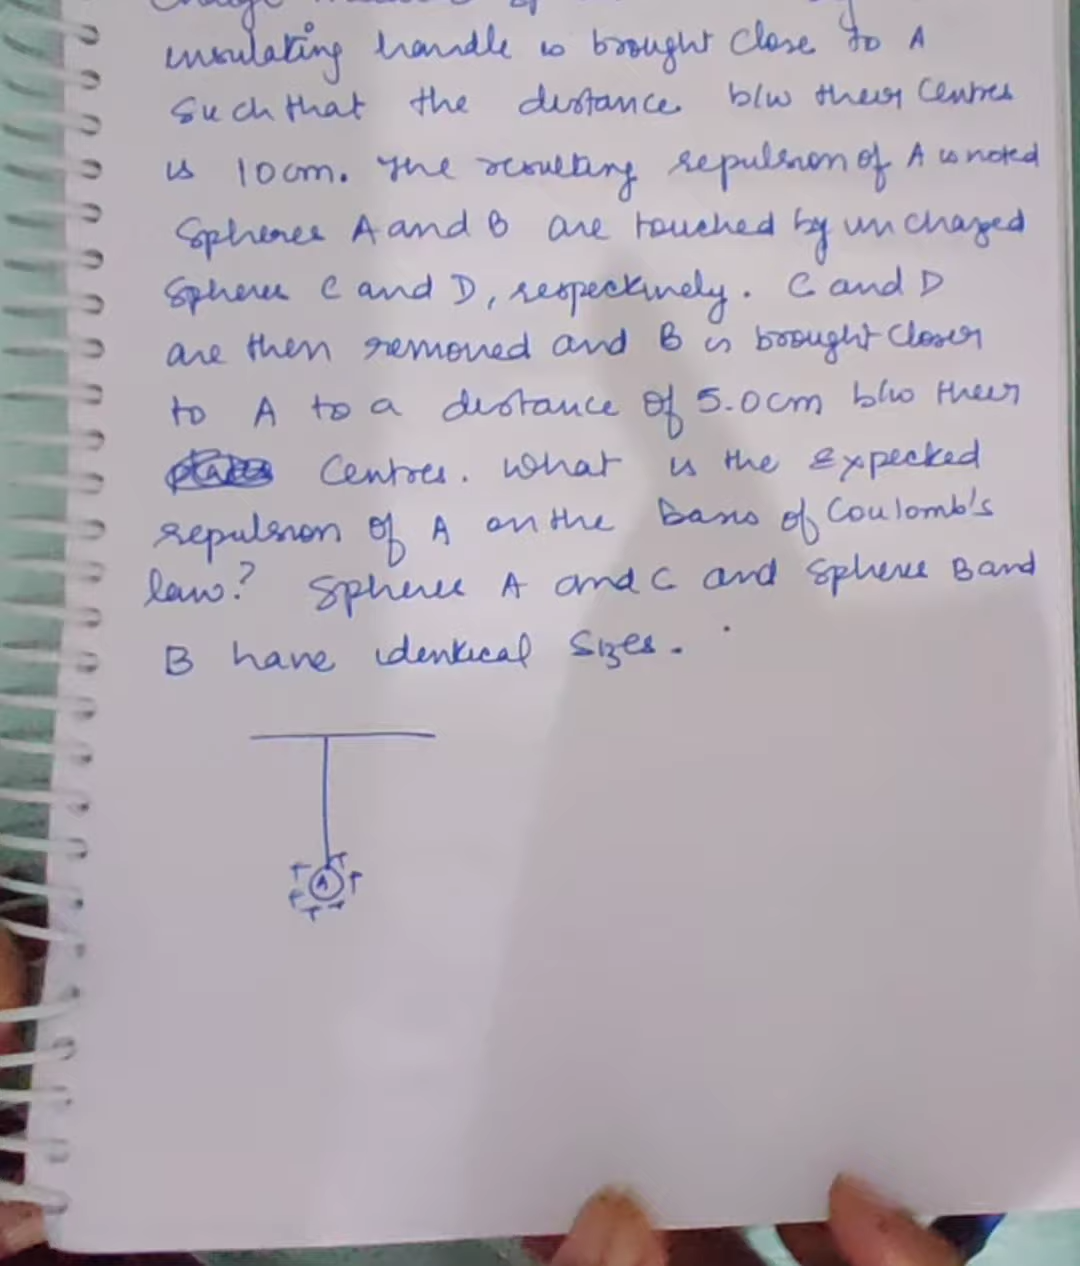 insulating handle is brought close to A
Such that the distance b/w their Centres
is 10cm. The resulting repulsion of A is noted
Spheres A and B are touched by uncharged
Spheres C and D, respectively. C and D
are then removed and B is brought closer
to A to a distance of 5.0cm b/w their
Centres. What is the Expected
repulsion of A on the basis of Coulomb's
law? Spheres A and C and Spheres B and
B have identical Sizes.
A